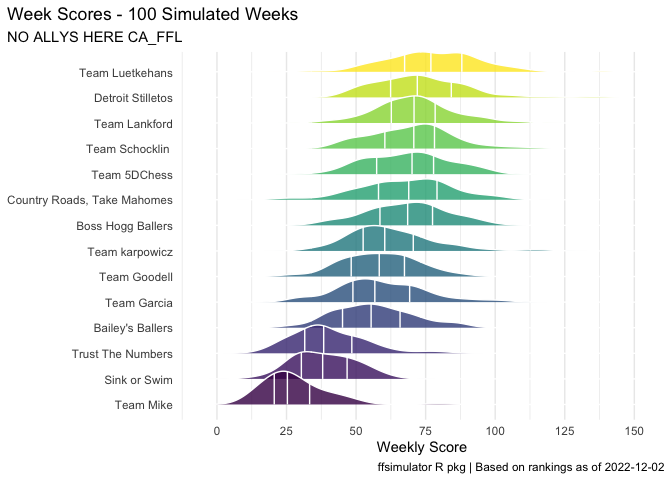 Week Scores - 100 Simulated Weeks
NO ALLYS HERE CA_FFL
Team Luetkehans
Detroit Stilletos
Team Lankford
Team Schocklin
Team 5DChess
Country Roads, Take Mahomes
Boss Hogg Ballers
Team karpowicz
Team Goodell
Team Garcia
Bailey's Ballers
Trust The Numbers
Sink or Swim
Team Mike
0 25 50 75 100 125 150
Weekly Score
ffsimulator R pkg | Based on rankings as of 2022-12-02